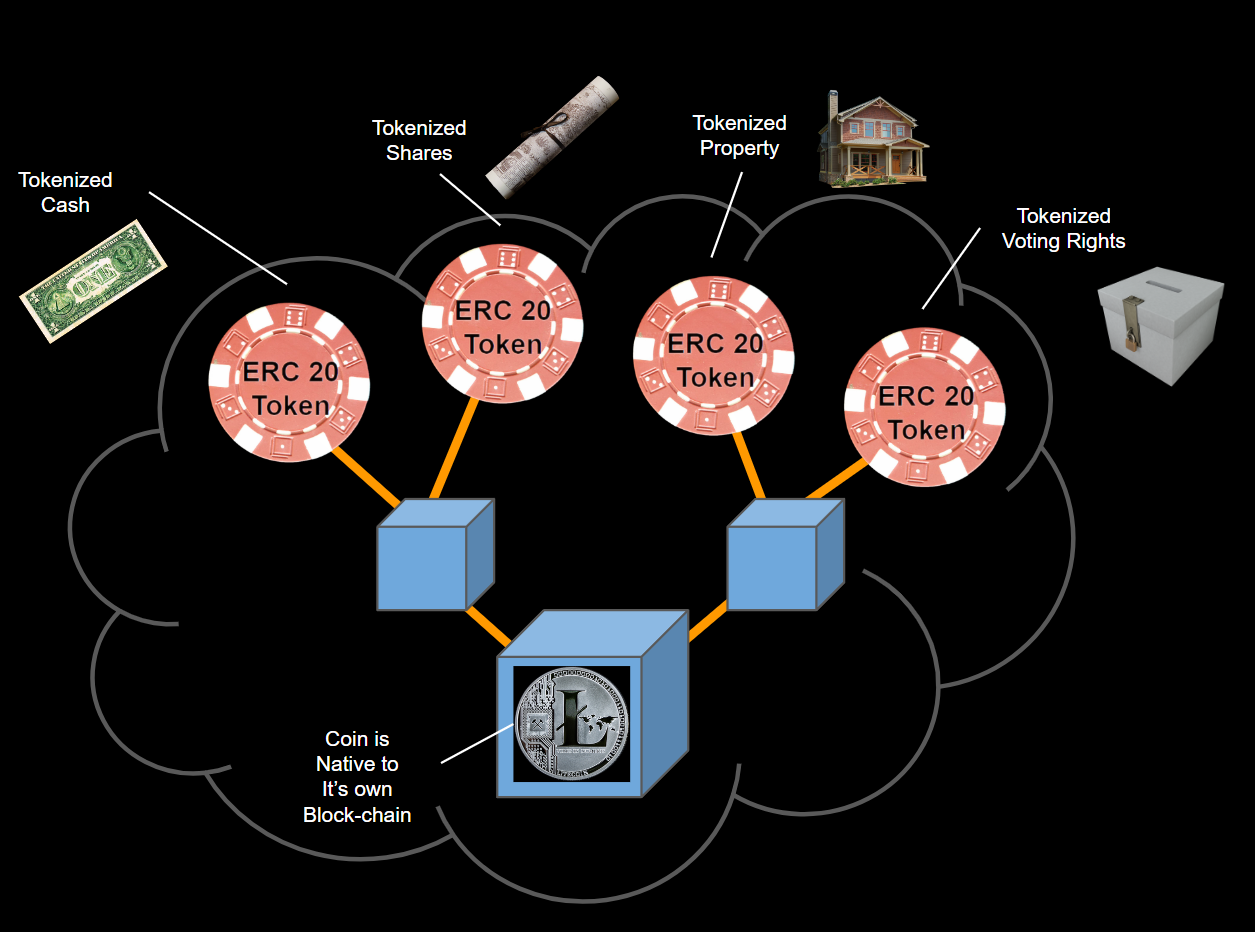 Tokenized
Cash
Tokenized
Shares
Tokenized
Property
Tokenized
Voting Rights
ONE
ERC 20
Token
ERC 20
Token
ERC 20
Token
ERC 20
Token
Coin is
Native to
It's own
Block-chain
Ł
LITECOIN